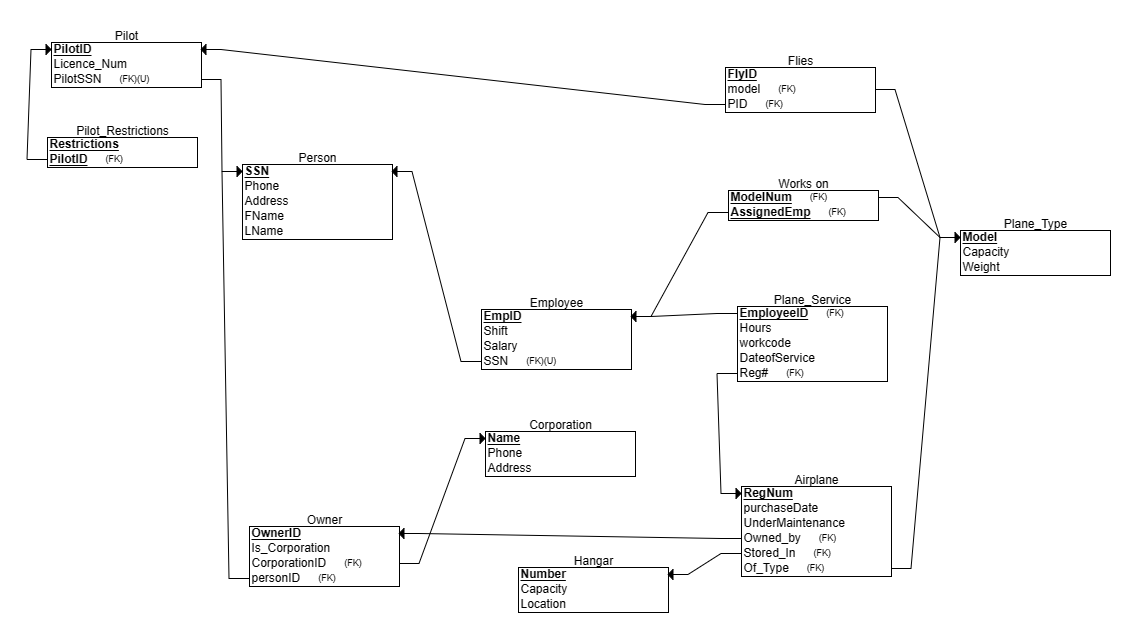 Pilot
PilotID
Licence_Num
PilotSSN (FK)(U)
Pilot_Restrictions
Restrictions
PilotID (FK)
Person
SSN
Phone
Address
FName
LName
Flies
FlyID
model (FK)
PID (FK)
Works on
ModelNum (FK)
AssignedEmp (FK)
Plane_Type
Model
Capacity
Weight
Employee
EmpID
Shift
Salary
SSN (FK)(U)
Plane_Service
EmployeeID (FK)
Hours
workcode
DateofService
Reg# (FK)
Corporation
Name
Phone
Address
Airplane
RegNum
purchaseDate
UnderMaintenance
Owned_by (FK)
Stored_In (FK)
Of_Type (FK)
Owner
OwnerID
Is_Corporation
CorporationID (FK)
personID (FK)
Hangar
Number
Capacity
Location